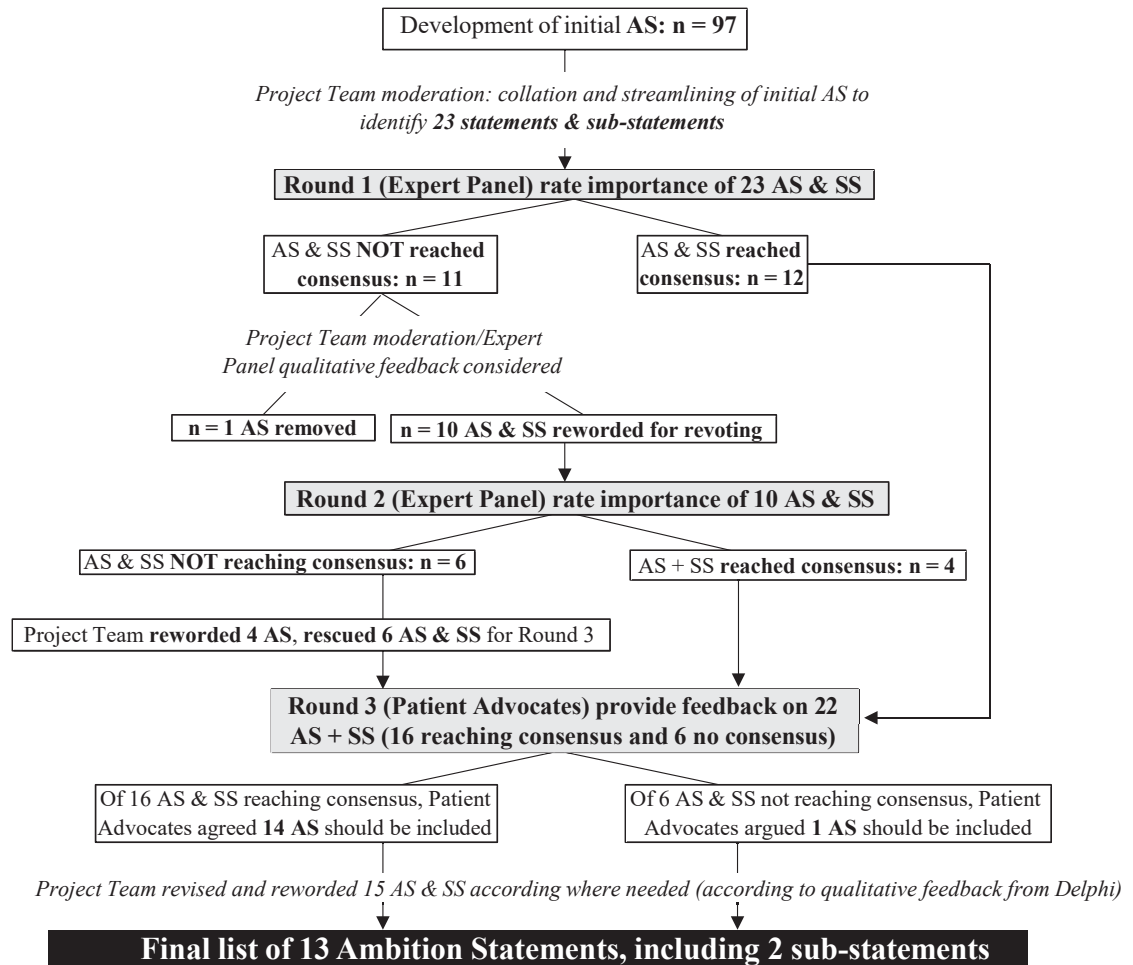 Development of initial AS: n = 97
Project Team moderation: collation and streamlining of initial AS to
identify 23 statements & sub-statements
Round 1 (Expert Panel) rate importance of 23 AS & SS
AS & SS NOT reached
consensus: n = 11
AS & SS reached
consensus: n = 12
Project Team moderation/Expert
Panel qualitative feedback considered
n = 1 AS removed
n = 10 AS & SS reworded for revoting
Round 2 (Expert Panel) rate importance of 10 AS & SS
AS & SS NOT reaching consensus: n = 6
AS + SS reached consensus: n = 4
Project Team reworded 4 AS, rescued 6 AS & SS for Round 3
Round 3 (Patient Advocates) provide feedback on 22
AS + SS (16 reaching consensus and 6 no consensus)
Of 16 AS & SS reaching consensus, Patient
Advocates agreed 14 AS should be included
Of 6 AS & SS not reaching consensus, Patient
Advocates argued 1 AS should be included
Project Team revised and reworded 15 AS & SS according where needed (according to qualitative feedback from Delphi)
Final list of 13 Ambition Statements, including 2 sub-statements